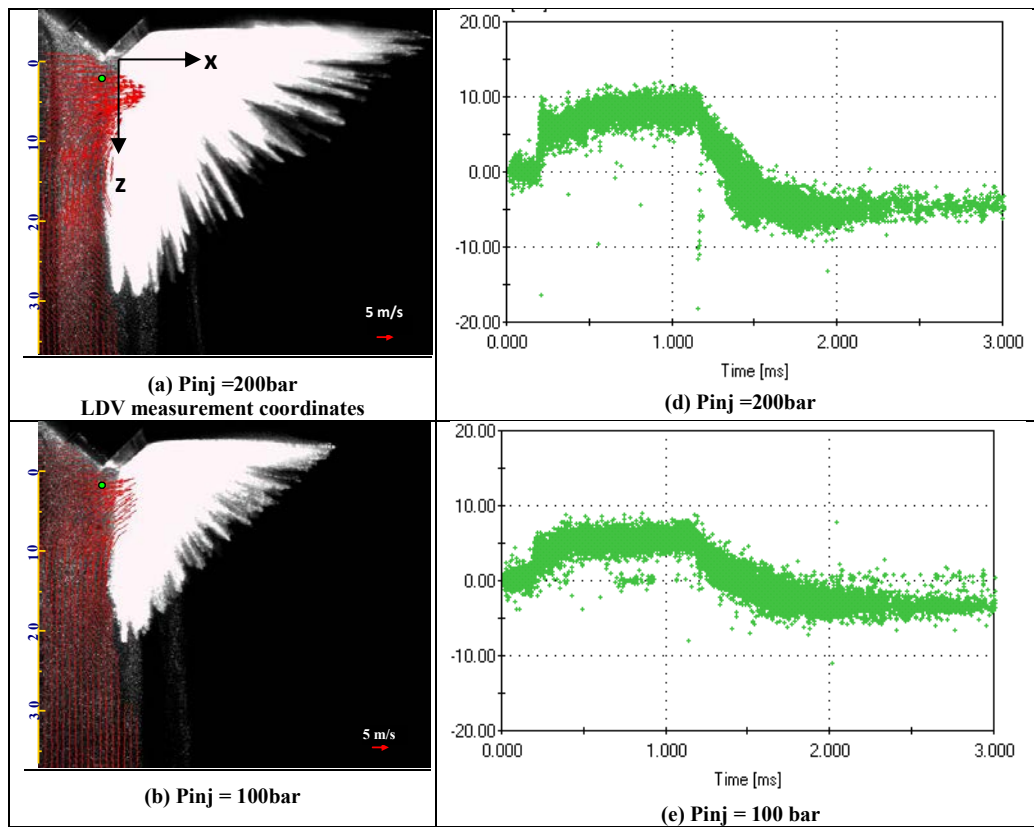 0
10
20
30
X
Z
5 m/s
(a) Pinj =200bar
LDV measurement coordinates
20.00
10.00
0.00
-10.00
-20.00
0.000 1.000 2.000 3.000
Time [ms]
(d) Pinj =200bar
0
10
20
30
5 m/s
(b) Pinj = 100bar
20.00
10.00
0.00
-10.00
-20.00
0.000 1.000 2.000 3.000
Time [ms]
(e) Pinj = 100 bar